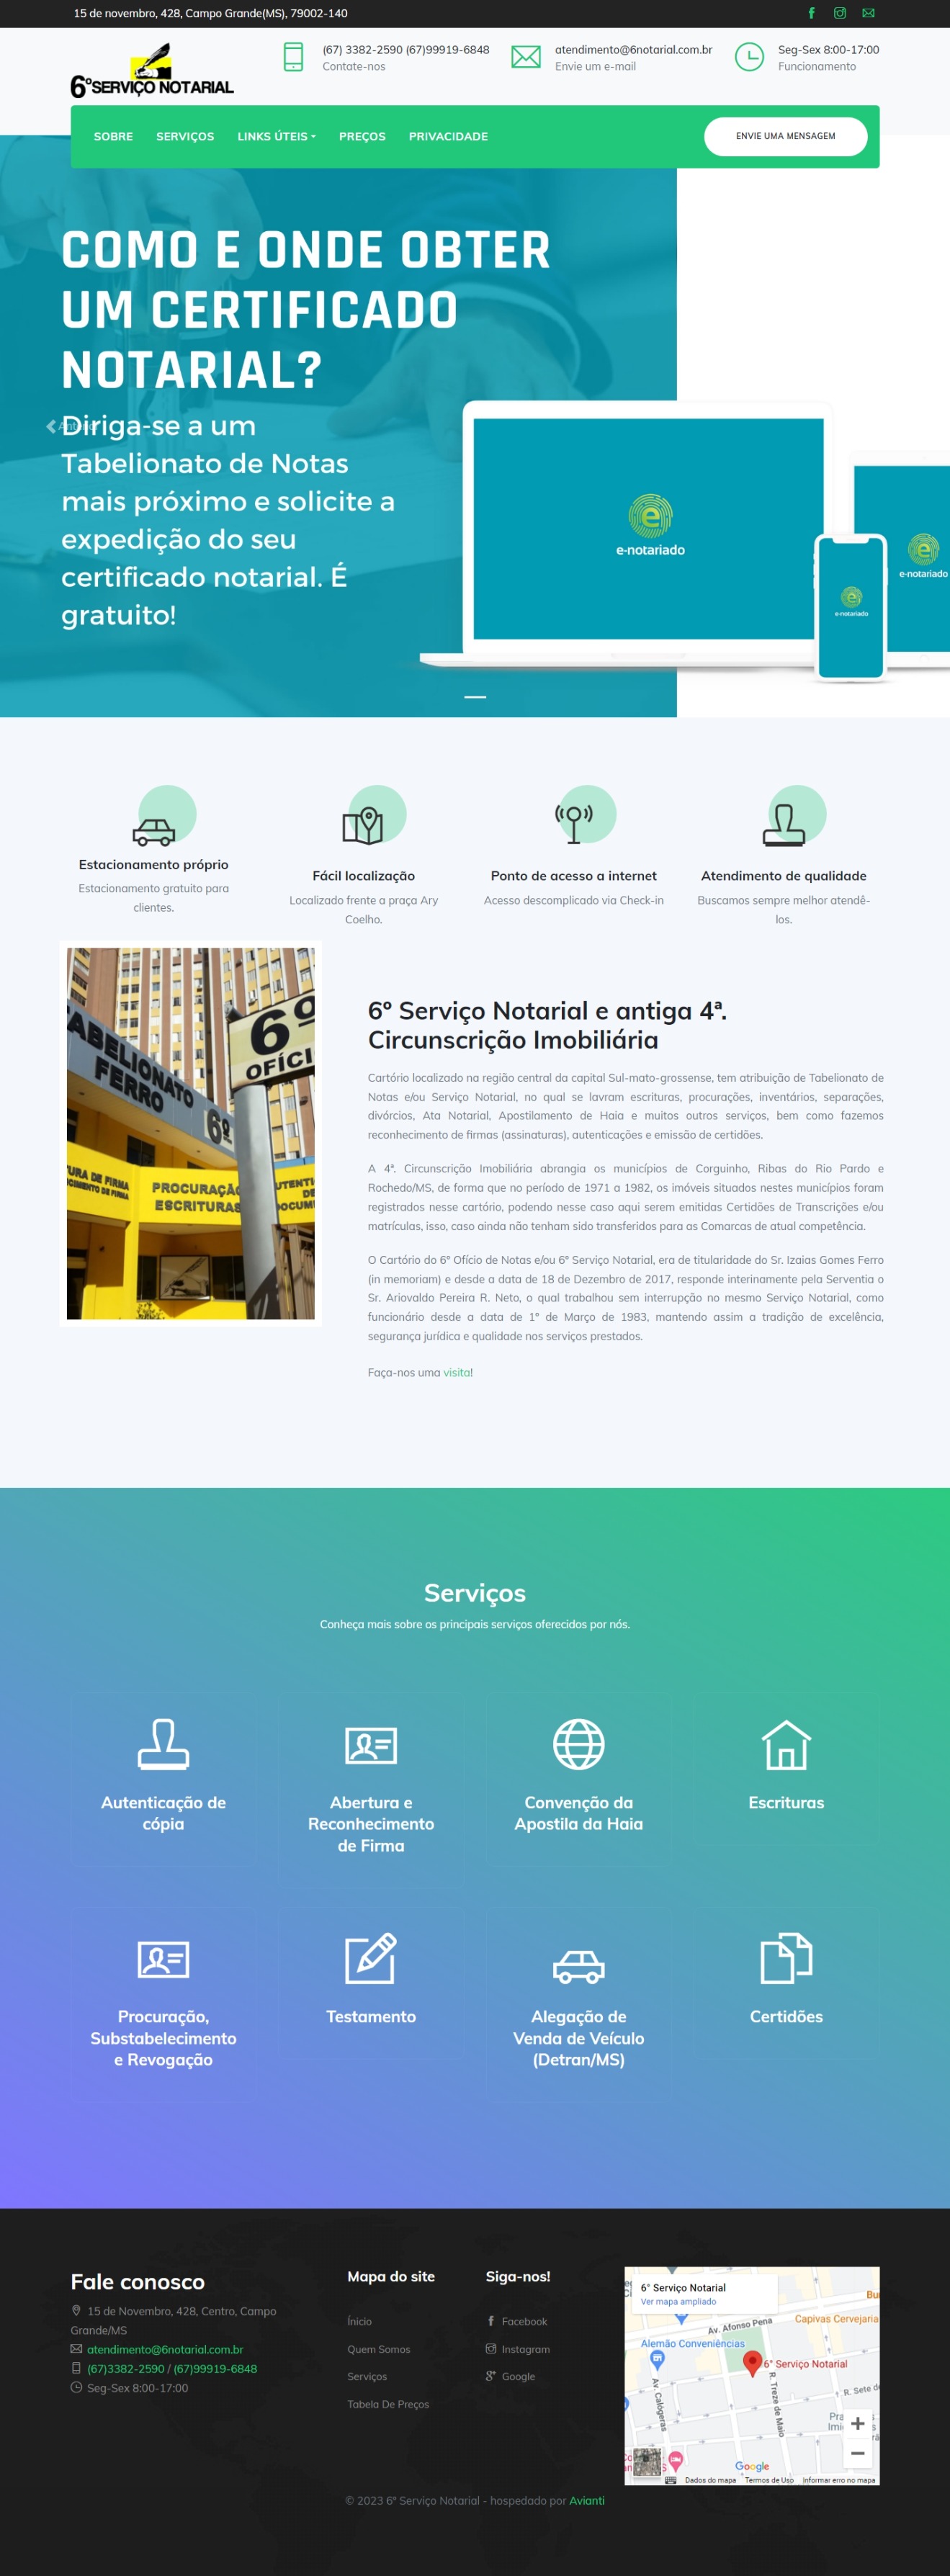 15 de novembro, 428, Campo Grande(MS), 79002-140
6º SERVIÇO NOTARIAL
(67) 3382-2590 (67)99919-6848
Contate-nos
atendimento@6notarial.com.br
Envie um e-mail
Seg-Sex 8:00-17:00
Funcionamento
SOBRE SERVIÇOS LINKS ÚTEIS PREÇOS PRIVACIDADE ENVIE UMA MENSAGEM
COMO E ONDE OBTER
UM CERTIFICADO
NOTARIAL?
Diriga-se a um
Tabelionato de Notas
mais próximo e solicite a
expedição do seu
certificado notarial. É
gratuito!
e
e-notariado
e
e-notariado
e
e-notariado
Estacionamento próprio
Estacionamento gratuito para
clientes.
Fácil localização
Localizado frente a praça Ary
Coelho.
Ponto de acesso a internet
Acesso descomplicado via Check-in
Atendimento de qualidade
Buscamos sempre melhor atendê-
los.
ABELIONATO
FERRO
6º
6º
OFÍCI
PROCURAÇÃ
ESCRITURAS
6º Serviço Notarial e antiga 4ª.
Circunscrição Imobiliária
Cartório localizado na região central da capital Sul-mato-grossense, tem atribuição de Tabelionato de
Notas e/ou Serviço Notarial, no qual se lavram escrituras, procurações, inventários, separações,
divórcios, Ata Notarial, Apostilamento de Haia e muitos outros serviços, bem como fazemos
reconhecimento de firmas (assinaturas), autenticações e emissão de certidões.
A 4ª. Circunscrição Imobiliária abrangia os municípios de Corguinho, Ribas do Rio Pardo e
Rochedo/MS, de forma que no período de 1971 a 1982, os imóveis situados nestes municípios foram
registrados nesse cartório, podendo nesse caso aqui serem emitidas Certidões de Transcrições e/ou
matrículas, isso, caso ainda não tenham sido transferidos para as Comarcas de atual competência.
O Cartório do 6º Ofício de Notas e/ou 6º Serviço Notarial, era de titularidade do Sr. Izaias Gomes Ferro
(in memoriam) e desde a data de 18 de Dezembro de 2017, responde interinamente pela Serventia o
Sr. Ariovaldo Pereira R. Neto, o qual trabalhou sem interrupção no mesmo Serviço Notarial, como
funcionário desde a data de 1º de Março de 1983, mantendo assim a tradição de excelência,
segurança jurídica e qualidade nos serviços prestados.
Faça-nos uma visita!
Serviços
Conheça mais sobre os principais serviços oferecidos por nós.
Autenticação de
cópia
Abertura e
Reconhecimento
de Firma
Convenção da
Apostila da Haia
Escrituras
Procuração,
Substabelecimento
e Revogação
Testamento
Alegação de
Venda de Veículo
(Detran/MS)
Certidões
Fale conosco
15 de Novembro, 428, Centro, Campo
Grande/MS
atendimento@6notarial.com.br
(67)3382-2590 / (67)99919-6848
Seg-Sex 8:00-17:00
Mapa do site
Ínicio
Quem Somos
Serviços
Tabela De Preços
Siga-nos!
Facebook
Instagram
Google
6° Serviço Notarial
Ver mapa ampliado
Bu
Capivas Cervejaria
Av. Afonso Pena
Alemão Conveniências
6° Serviço Notarial
Av. Calógeras
R. Treze de Maio
R. Sete de
Google
Dados do mapa Termos de Uso Informar erro no mapa
© 2023 6º Serviço Notarial - hospedado por Avianti